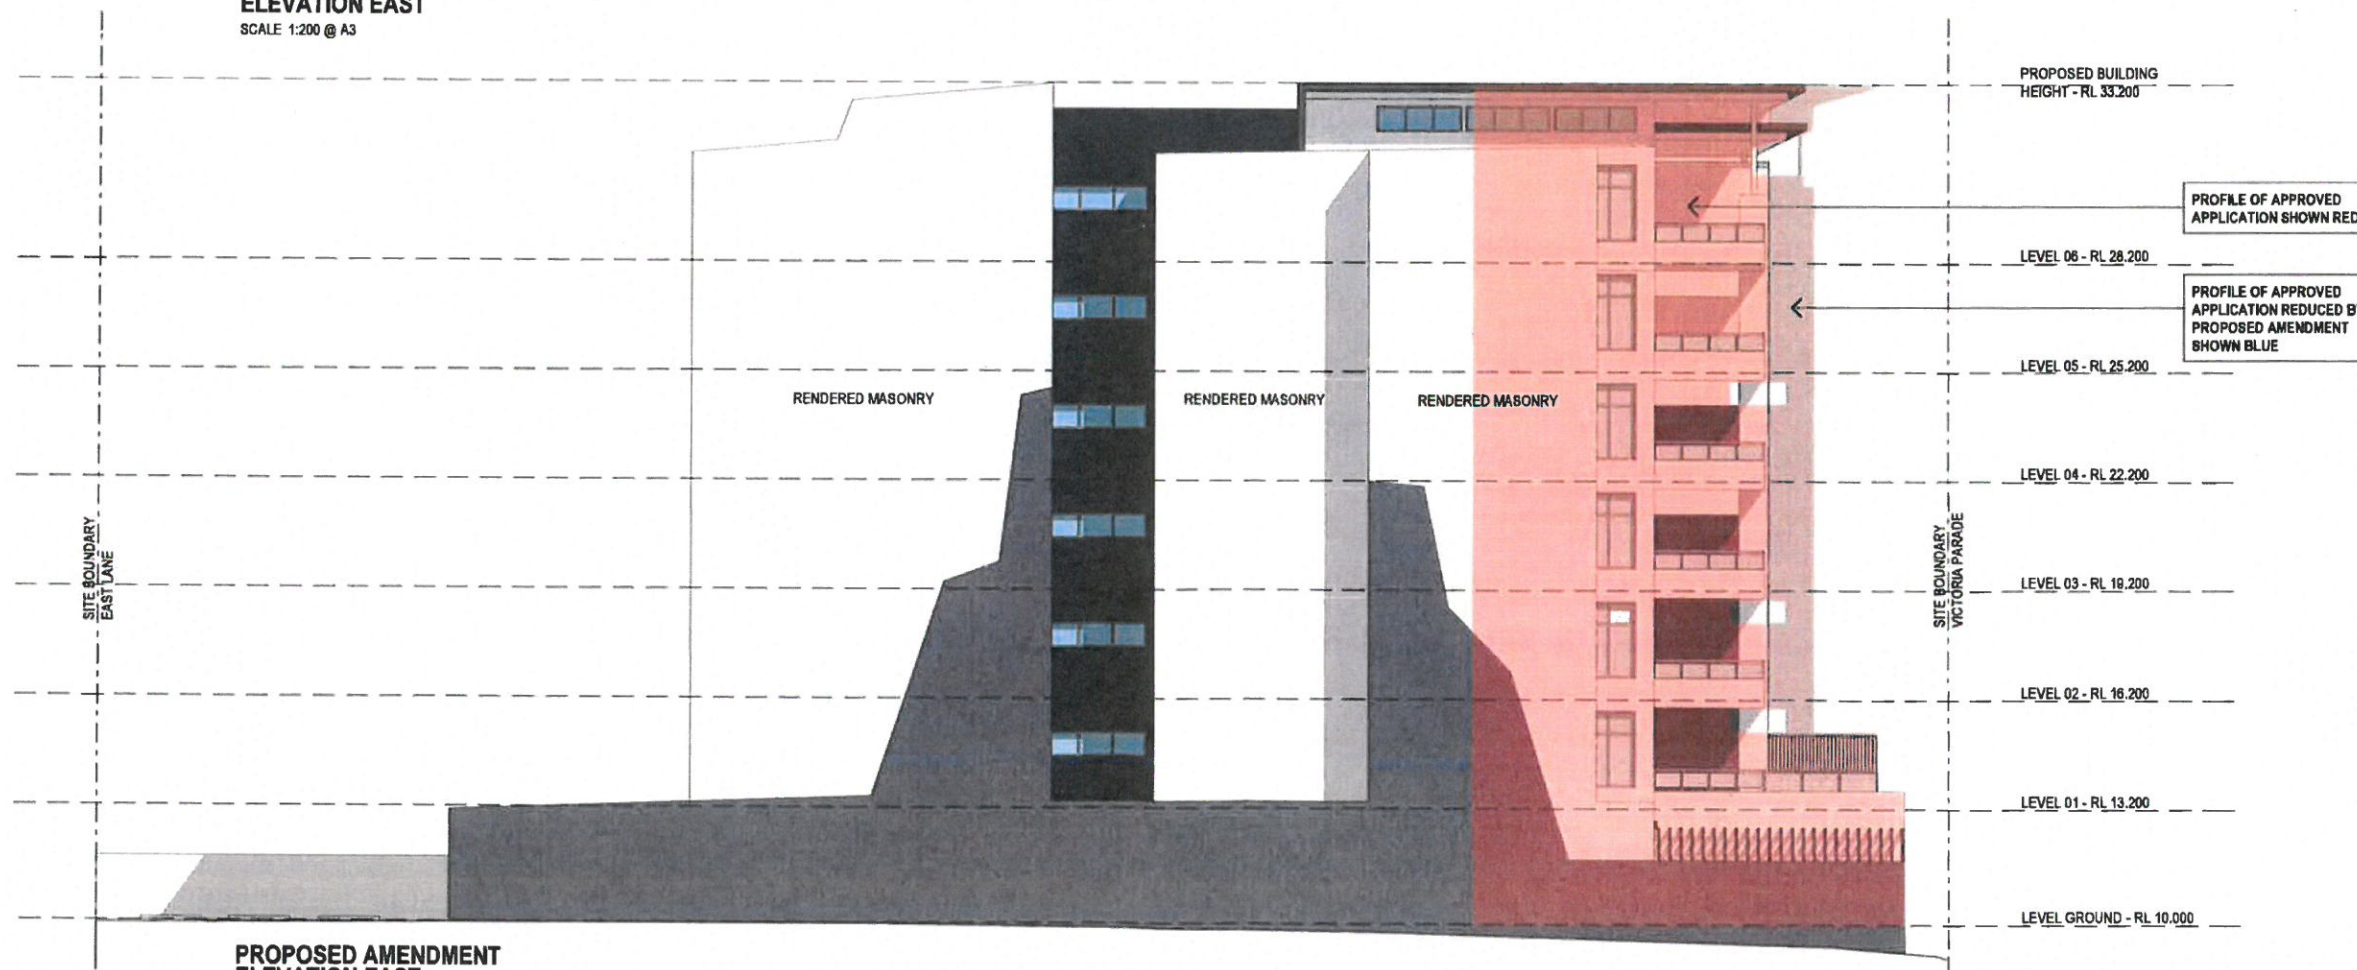 ELEVATION EAST
SCALE 1:200 @ A3
PROPOSED BUILDING
HEIGHT - RL 33.200
PROFILE OF APPROVED
APPLICATION SHOWN RED
LEVEL 06 - RL 28.200
PROFILE OF APPROVED
APPLICATION REDUCED B
PROPOSED AMENDMENT
SHOWN BLUE
LEVEL 05 - RL 25.200
RENDERED MASONRY
RENDERED MASONRY
RENDERED MASONRY
LEVEL 04 - RL 22.200
SITE BOUNDARY
EAST LANE
SITE BOUNDARY
VICTORIA PARADE
LEVEL 03 - RL 19.200
LEVEL 02 - RL 16.200
LEVEL 01 - RL 13.200
LEVEL GROUND - RL 10.000
PROPOSED AMENDMENT
ELEVATION EAST